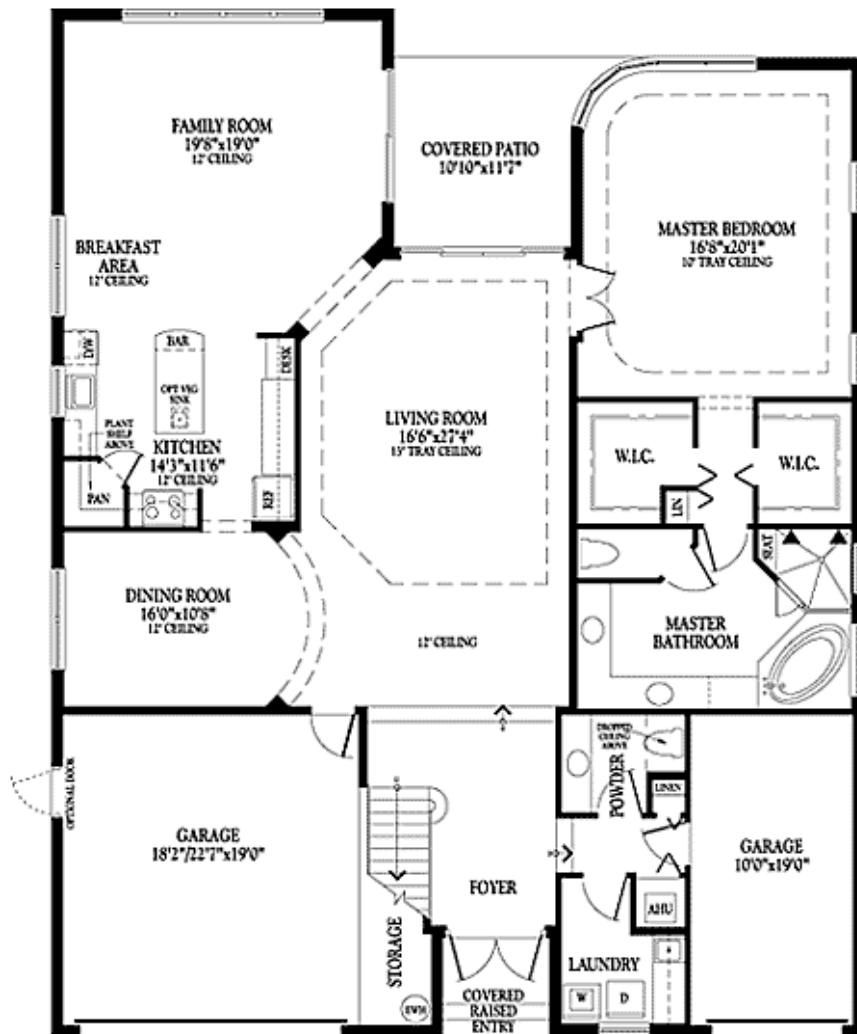 FAMILY ROOM
19'8"x19'0"
12' CEILING
COVERED PATIO
10'10"x11'7"
MASTER BEDROOM
16'8"x20'1"
10' TRAY CEILING
BREAKFAST
AREA
12' CEILING
D/W
BAR
OPT VEG
SINK
DESK
PLANT
SHELF
ABOVE
KITCHEN
14'3"x11'6"
12' CEILING
PAN
REF
LIVING ROOM
16'6"x27'4"
13' TRAY CEILING
W.I.C.
W.I.C.
LIN
SEAT
DINING ROOM
16'0"x10'8"
12' CEILING
12' CEILING
MASTER
BATHROOM
DROPPED
CEILING
ABOVE
POWDER
LINEN
OPTIONAL DOOR
GARAGE
18'2"/22'7"x19'0"
GARAGE
10'0"x19'0"
FOYER
AHU
STORAGE
LAUNDRY
W
D
EWH
COVERED
RAISED
ENTRY